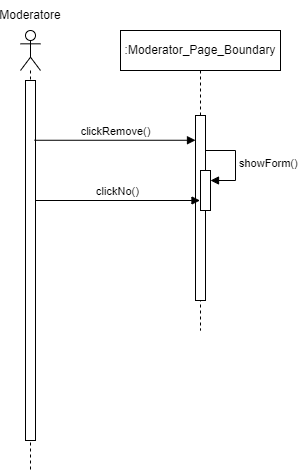 Moderatore
:Moderator_Page_Boundary
clickRemove()
showForm()
clickNo()